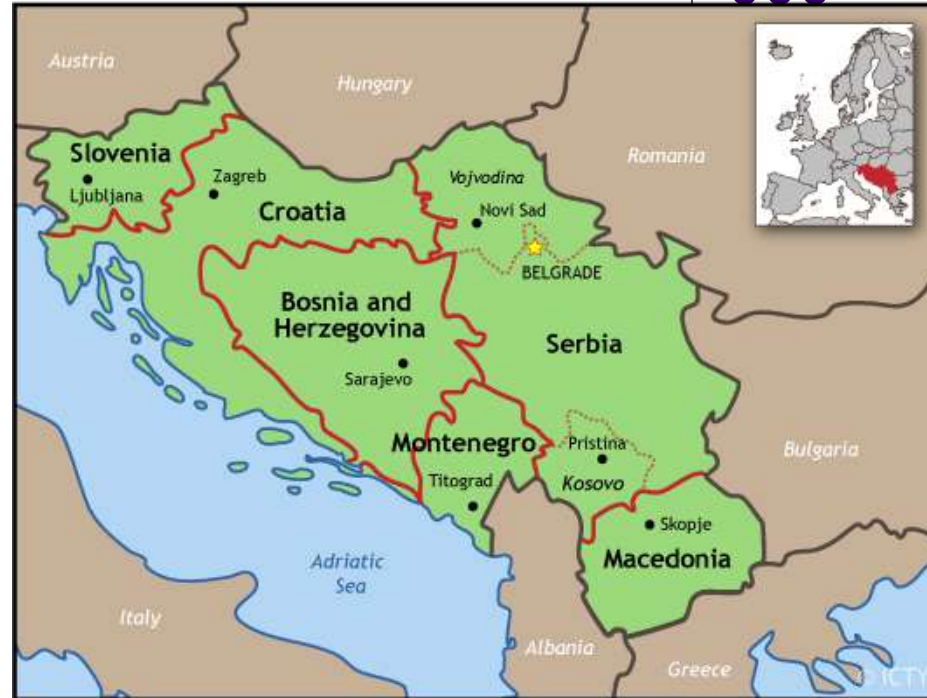 Austria
Hungary
Slovenia
Ljubljana
Zagreb
Croatia
Vojvodina
Novi Sad
BELGRADE
Romania
Bosnia and
Herzegovina
Sarajevo
Serbia
Montenegro
Titograd
Pristina
Kosovo
Bulgaria
Skopje
Macedonia
Adriatic
Sea
Italy
Albania
Greece
© ICTY